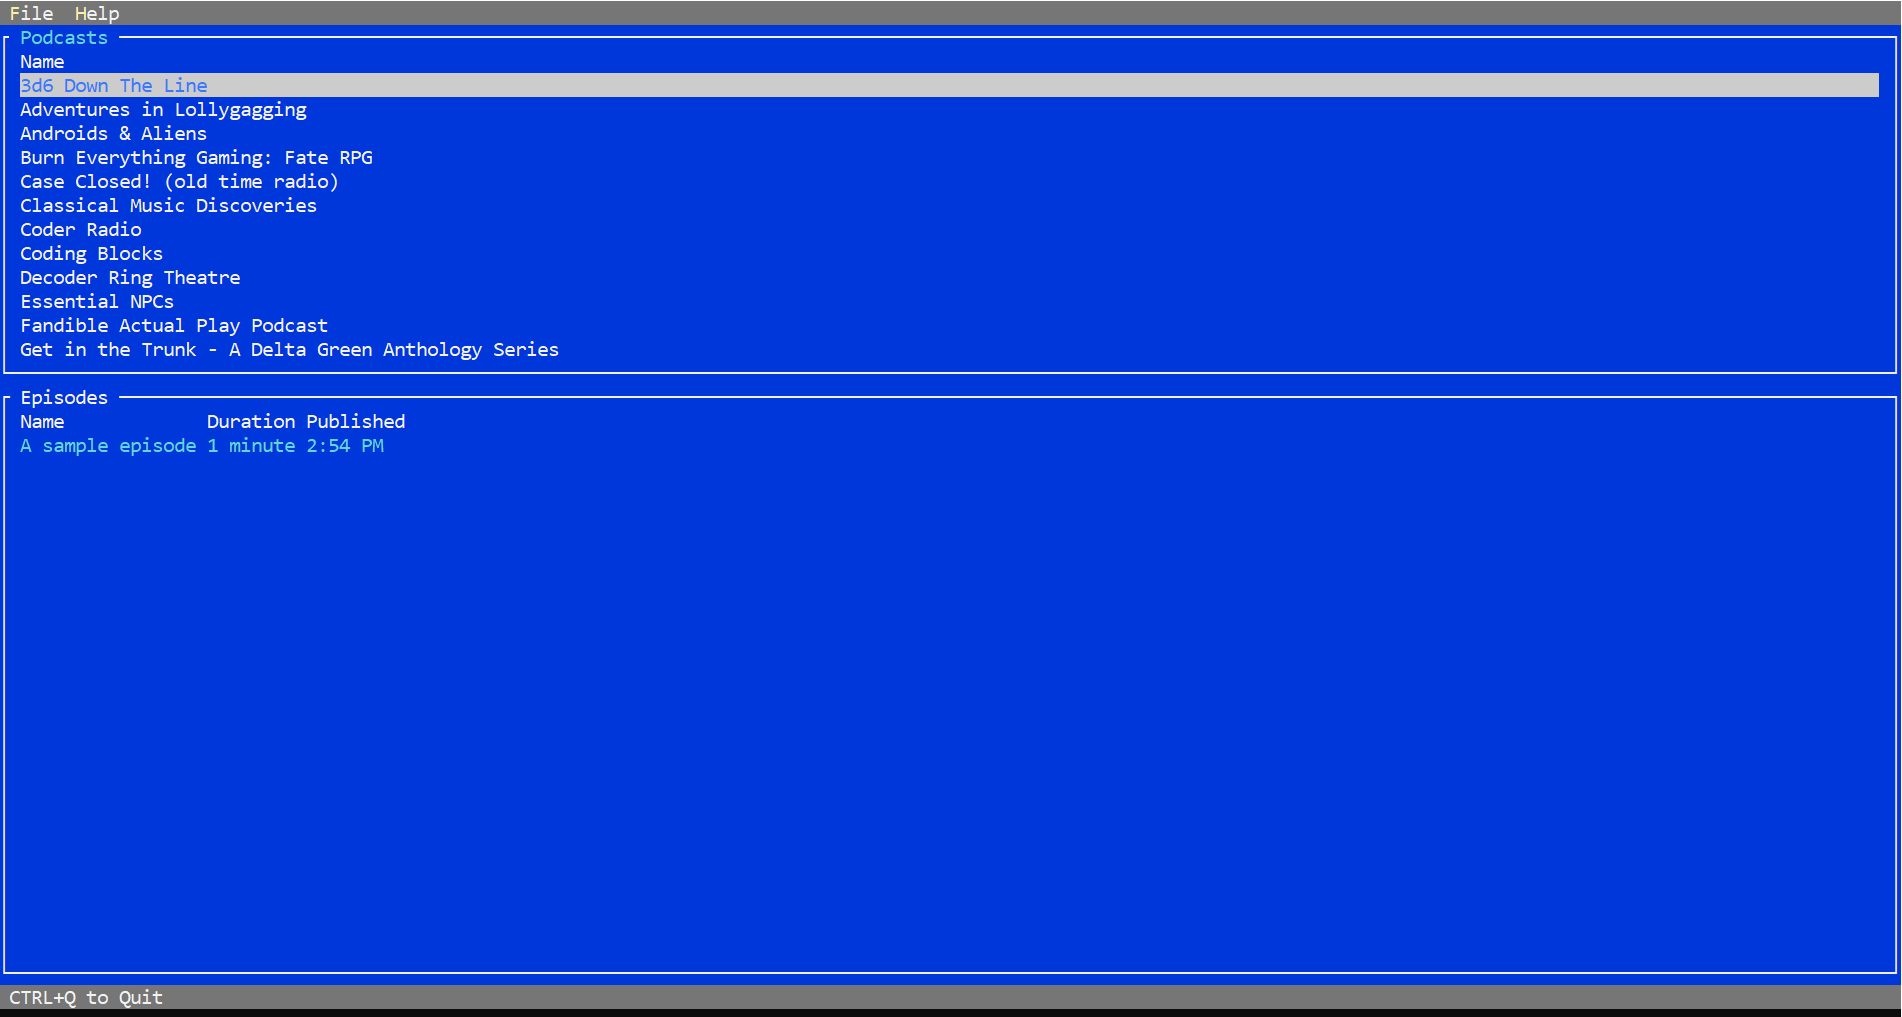 File  Help
Podcasts
Name
3d6 Down The Line
Adventures in Lollygagging
Androids & Aliens
Burn Everything Gaming: Fate RPG
Case Closed! (old time radio)
Classical Music Discoveries
Coder Radio
Coding Blocks
Decoder Ring Theatre
Essential NPCs
Fandible Actual Play Podcast
Get in the Trunk - A Delta Green Anthology Series
Episodes
Name Duration Published
A sample episode 1 minute 2:54 PM
CTRL+Q to Quit